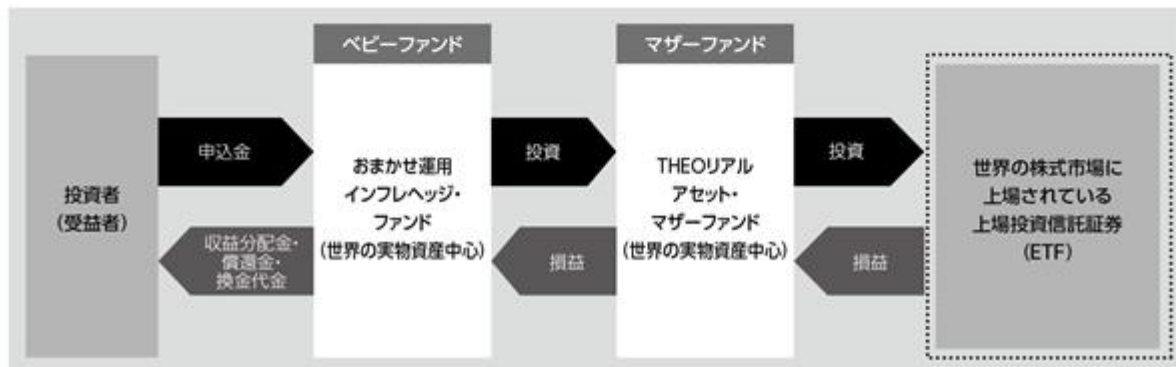 ベビーファンド
マザーファンド
投資者
(受益者)
申込金
収益分配金・
償還金・
換金代金
おまかせ運用
インフレヘッジ・
ファンド
(世界の実物資産中心)
投資
損益
THEOリアル
アセット・
マザーファンド
(世界の実物資産中心)
投資
損益
世界の株式市場に
上場されている
上場投資信託証券
(ETF)